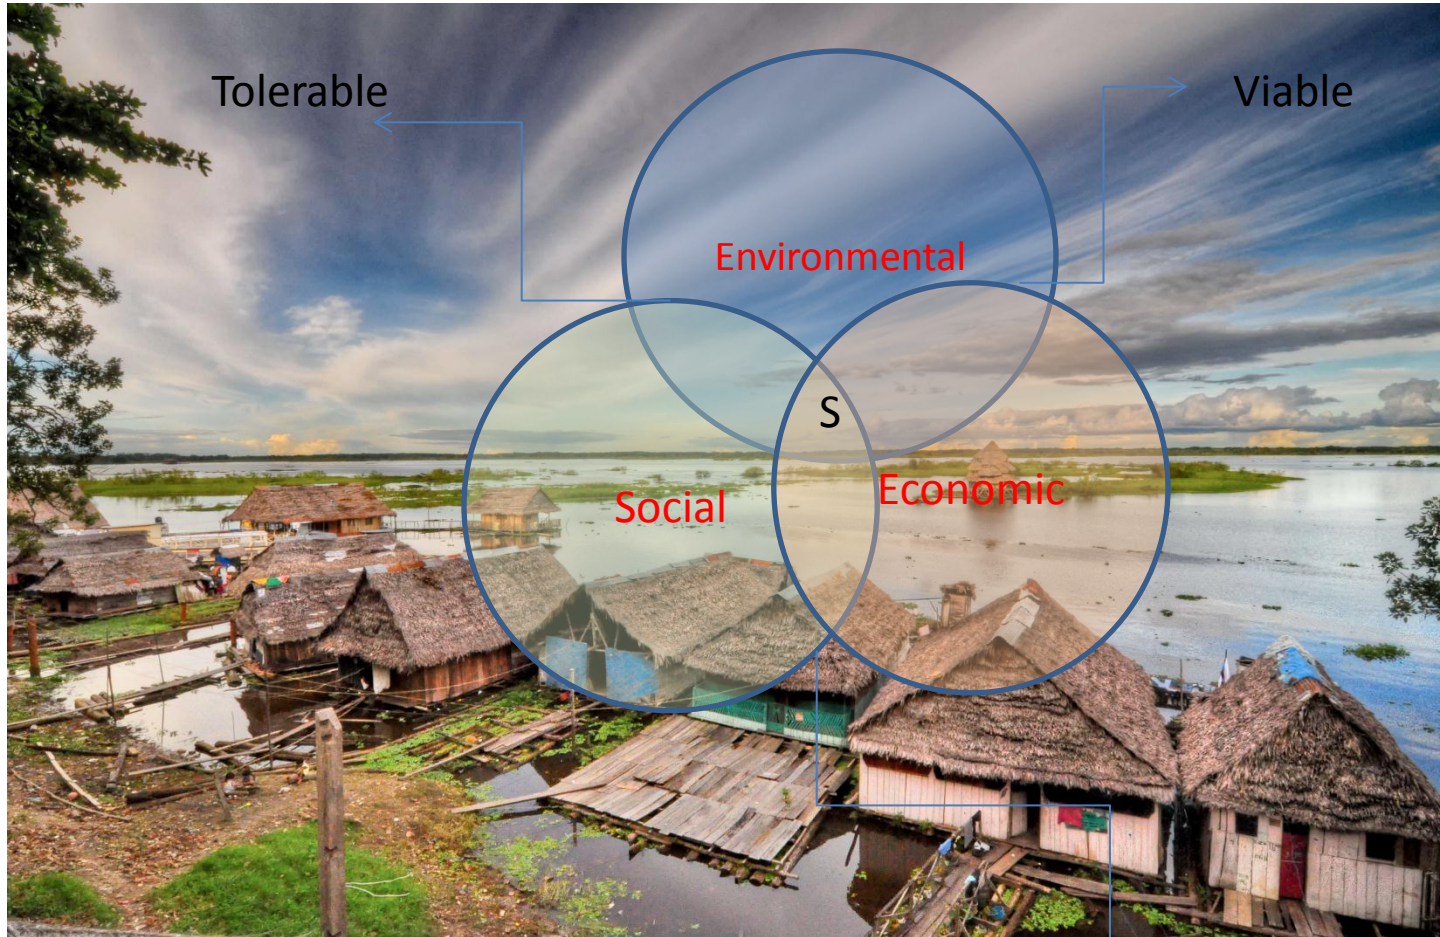 Tolerable
Viable
Environmental
S
Economic
Social